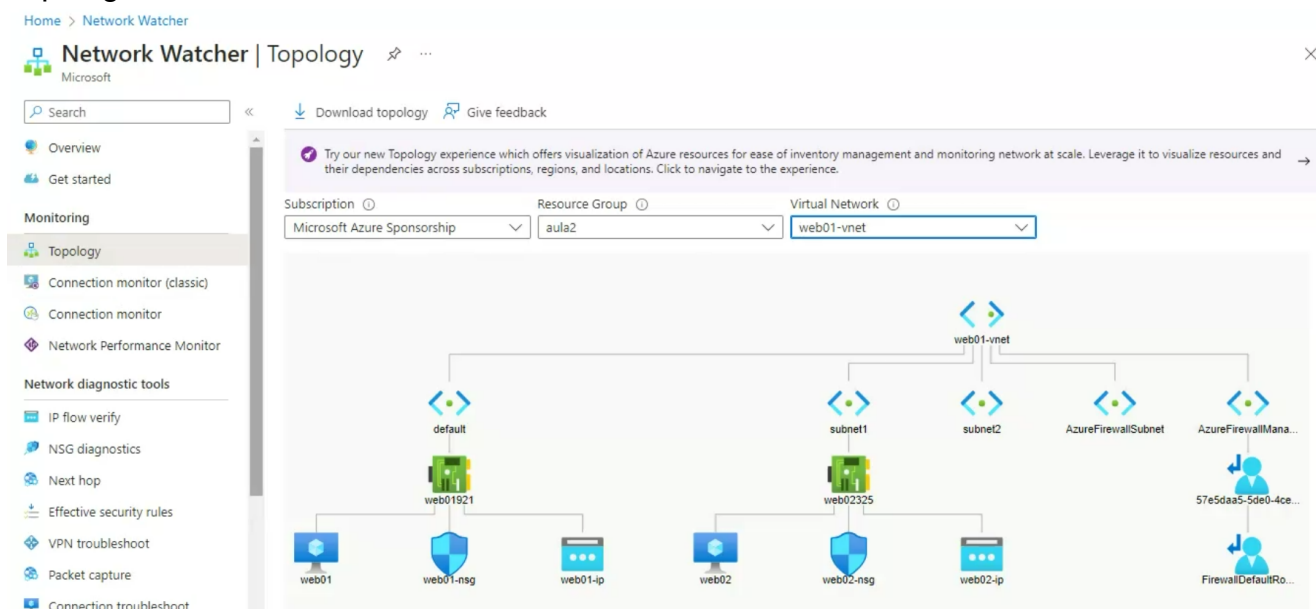 Home > Network Watcher
Network Watcher | Topology ...
Microsoft
Search
«
Download topology
Give feedback
Overview
Get started
Try our new Topology experience which offers visualization of Azure resources for ease of inventory management and monitoring network at scale. Leverage it to visualize resources and
their dependencies across subscriptions, regions, and locations. Click to navigate to the experience.
Subscription
Resource Group
Virtual Network
Microsoft Azure Sponsorship
aula2
web01-vnet
Monitoring
Topology
Connection monitor (classic)
Connection monitor
Network Performance Monitor
Network diagnostic tools
IP flow verify
NSG diagnostics
Next hop
Effective security rules
VPN troubleshoot
Packet capture
Connection troubleshoot
web01-vnet
default
subnet1
subnet2
AzureFirewallSubnet
AzureFirewallMana...
web01921
web02325
57e5daa5-5de0-4ce...
web01
web01-nsg
web01-ip
web02
web02-nsg
web02-ip
FirewallDefaultRo...